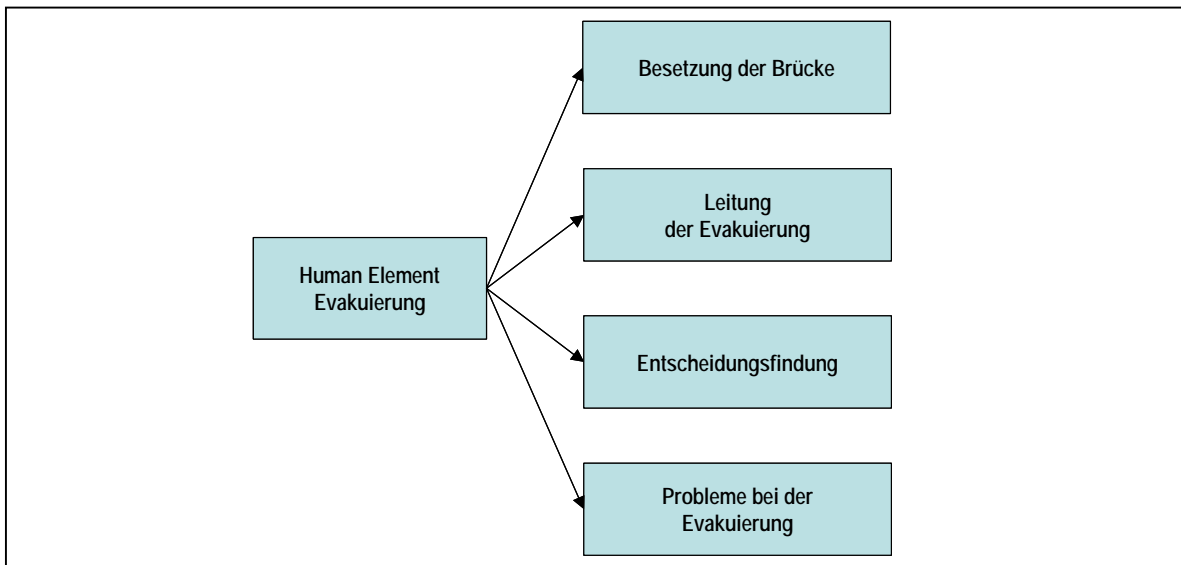 Besetzung der Brücke
Leitung
der Evakuierung
Human Element
Evakuierung
Entscheidungsfindung
Probleme bei der
Evakuierung